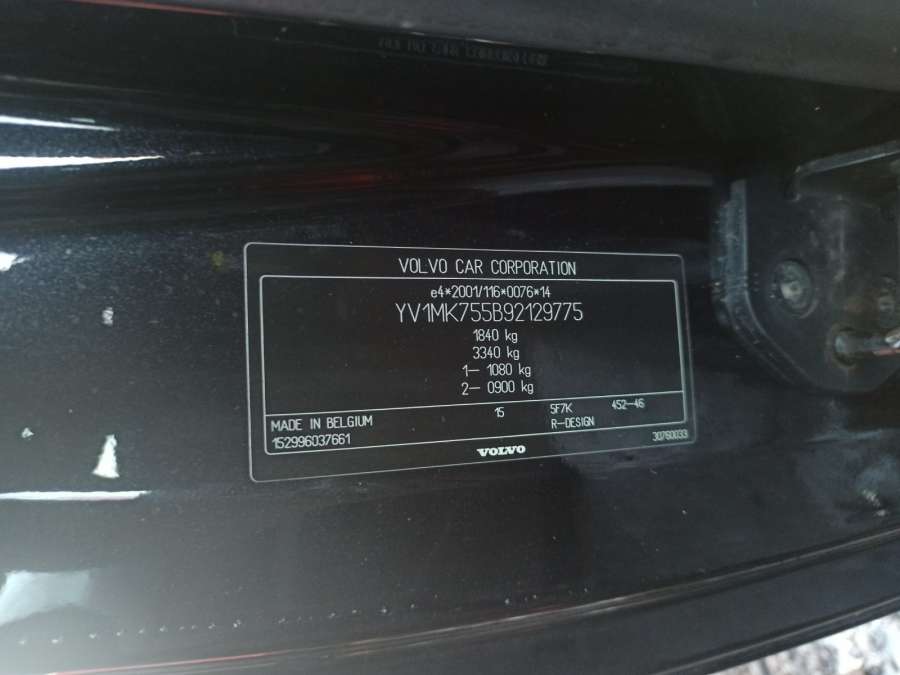 VOLVO CAR CORPORATION
e4*2001/116*0076*14
YV1MK755B92129775
1840 kg
3340 kg
1- 1080 kg
2- 0900 kg
MADE IN BELGIUM 15 5F7K 452-46
152996037661 R-DESIGN
30760033
VOLVO